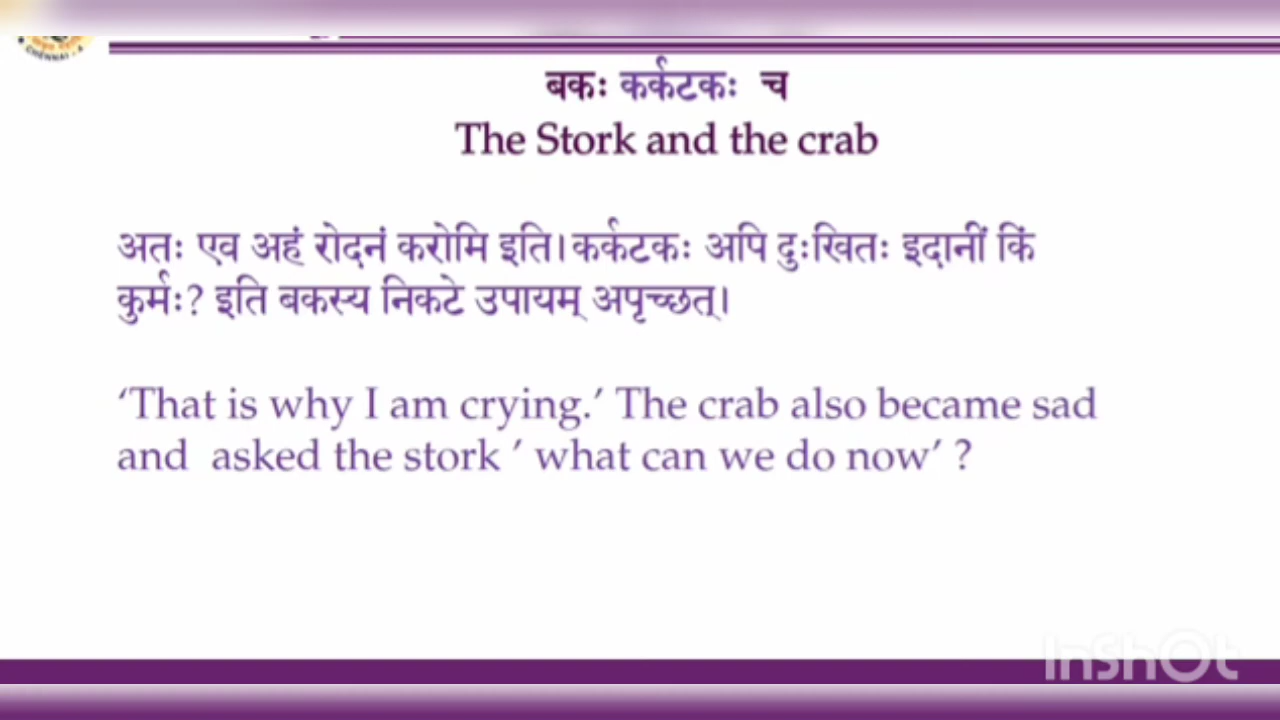 CHENNAI - 4
बकः कर्कटकः च
The Stork and the crab
अतः एव अहं रोदनं करोमि इति।कर्कटकः अपि दुःखितः इदानीं किं
कुर्मः? इति बकस्य निकटे उपायम् अपृच्छत्।
‘That is why I am crying.’ The crab also became sad
and asked the stork ’ what can we do now’ ?
InShOt